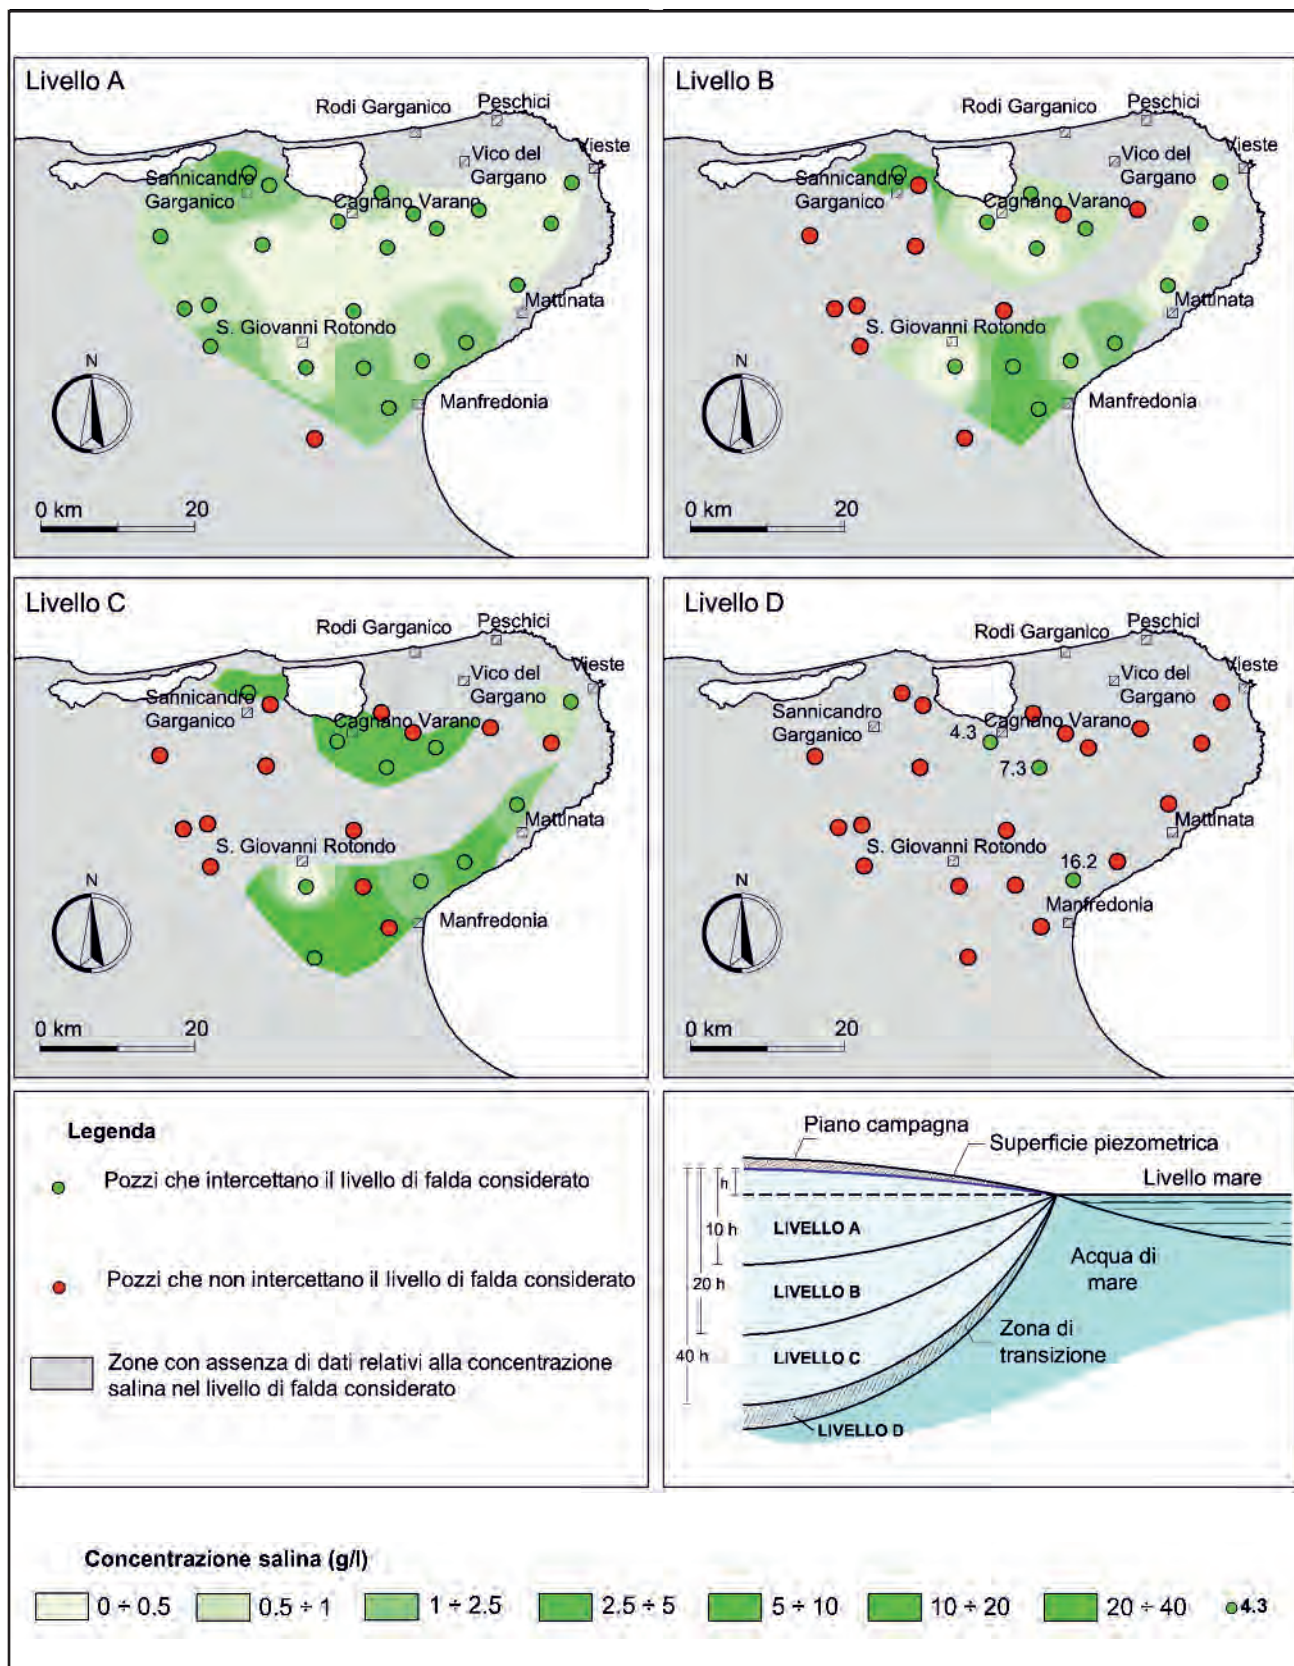 Livello A
Rodi Garganico
Peschici
Vieste
Vico del
Gargano
Sannicandro
Garganico
Cagnano Varano
Mattinata
S. Giovanni Rotondo
Manfredonia
N
0 km
20
Livello B
Rodi Garganico
Peschici
Vieste
Vico del
Gargano
Sannicandro
Garganico
Cagnano Varano
Mattinata
S. Giovanni Rotondo
Manfredonia
N
0 km
20
Livello C
Rodi Garganico
Peschici
Vieste
Vico del
Gargano
Sannicandro
Garganico
Cagnano Varano
Mattinata
S. Giovanni Rotondo
Manfredonia
N
0 km
20
Livello D
Rodi Garganico
Peschici
Vieste
Vico del
Gargano
Sannicandro
Garganico
Cagnano Varano
4.3
7.3
Mattinata
S. Giovanni Rotondo
16.2
Manfredonia
N
0 km
20
Legenda
Pozzi che intercettano il livello di falda considerato
Pozzi che non intercettano il livello di falda considerato
Zone con assenza di dati relativi alla concentrazione
salina nel livello di falda considerato
Piano campagna
Superficie piezometrica
Livello mare
h
10 h
20 h
40 h
LIVELLO A
LIVELLO B
LIVELLO C
LIVELLO D
Acqua di
mare
Zona di
transizione
Concentrazione salina (g/l)
0 ÷ 0.5
0.5 ÷ 1
1 ÷ 2.5
2.5 ÷ 5
5 ÷ 10
10 ÷ 20
20 ÷ 40
4.3